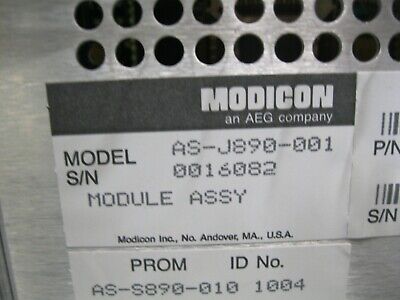 MODICON
an AEG company
MODEL AS-J890-001
S/N 0016082
MODULE ASSY
Modicon Inc., No. Andover, MA., U.S.A.
P/N
S/N
PROM ID No.
AS-S890-010 1004